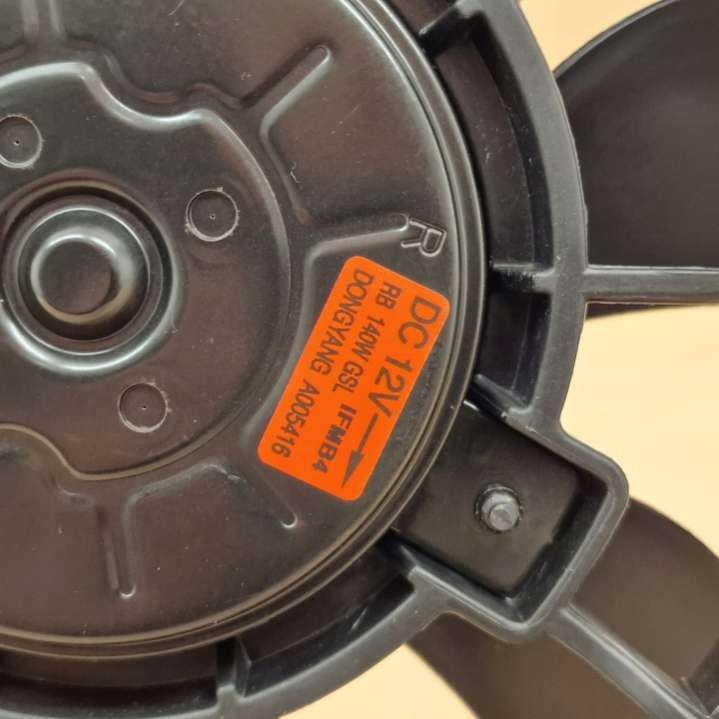 R
DC 12V →
RB 140W GSL IFMB4
DONGYANG A005416